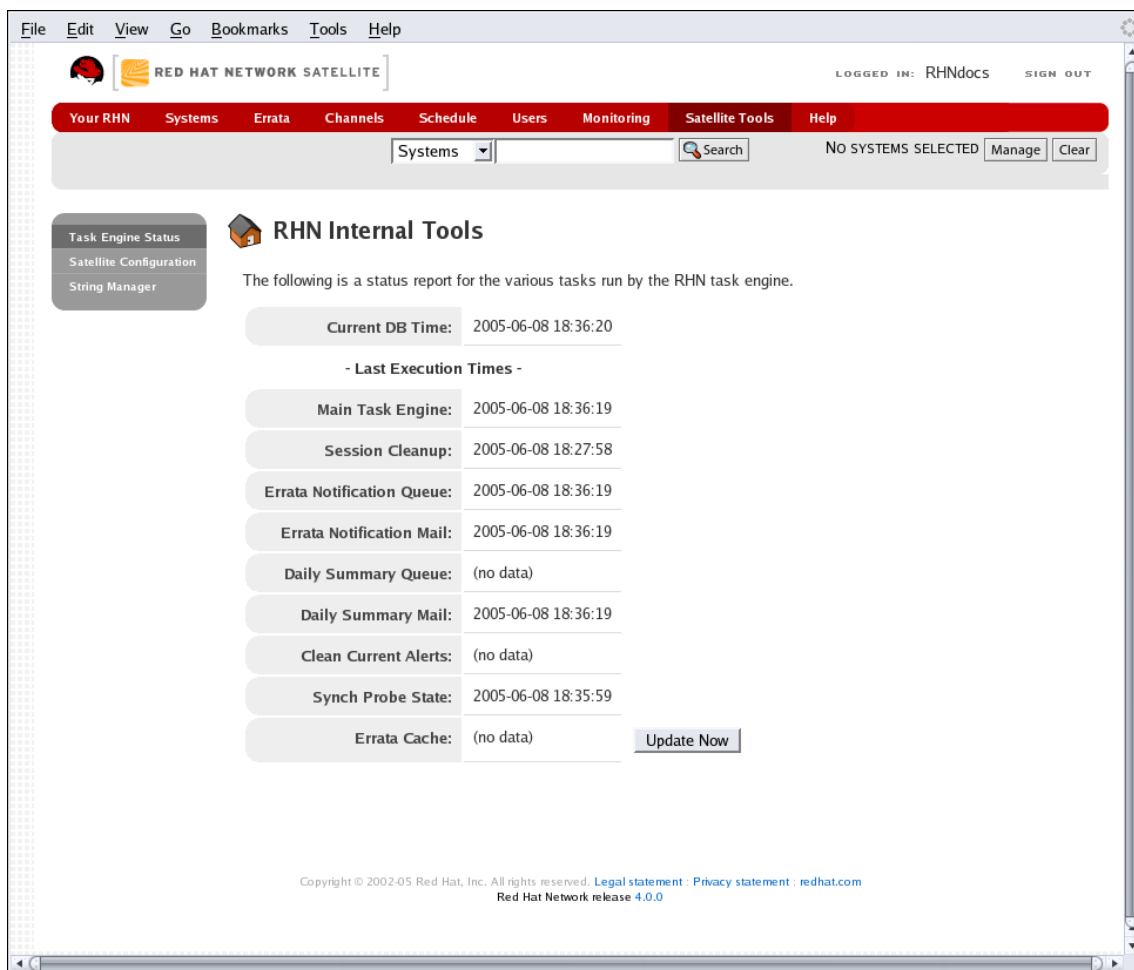 File Edit View Go Bookmarks Tools Help
RED HAT NETWORK SATELLITE
LOGGED IN: RHNdocs SIGN OUT
Your RHN Systems Errata Channels Schedule Users Monitoring Satellite Tools Help
Systems Search NO SYSTEMS SELECTED Manage Clear
Task Engine Status
Satellite Configuration
String Manager
RHN Internal Tools
The following is a status report for the various tasks run by the RHN task engine.
Current DB Time: 2005-06-08 18:36:20
- Last Execution Times -
Main Task Engine: 2005-06-08 18:36:19
Session Cleanup: 2005-06-08 18:27:58
Errata Notification Queue: 2005-06-08 18:36:19
Errata Notification Mail: 2005-06-08 18:36:19
Daily Summary Queue: (no data)
Daily Summary Mail: 2005-06-08 18:36:19
Clean Current Alerts: (no data)
Synch Probe State: 2005-06-08 18:35:59
Errata Cache: (no data) Update Now
Copyright © 2002-05 Red Hat, Inc. All rights reserved. Legal statement : Privacy statement : redhat.com
Red Hat Network release 4.0.0